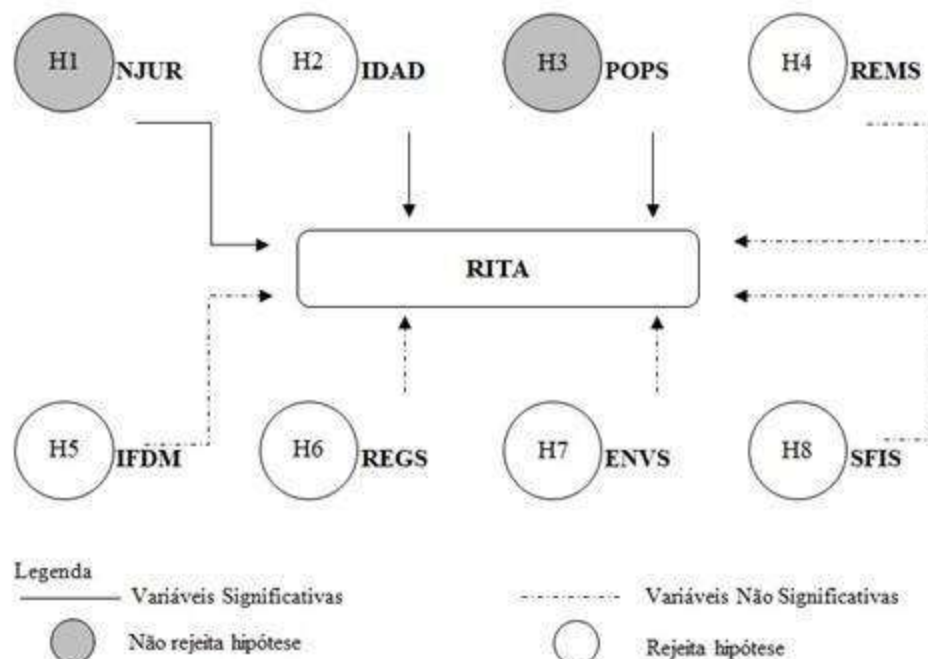 H1 NJUR H2 IDAD H3 POPS H4 REMS
RITA
H5 IFDM H6 REGS H7 ENVS H8 SFIS
Legenda
Variáveis Significativas Variáveis Não Significativas
Não rejeita hipótese Rejeita hipótese